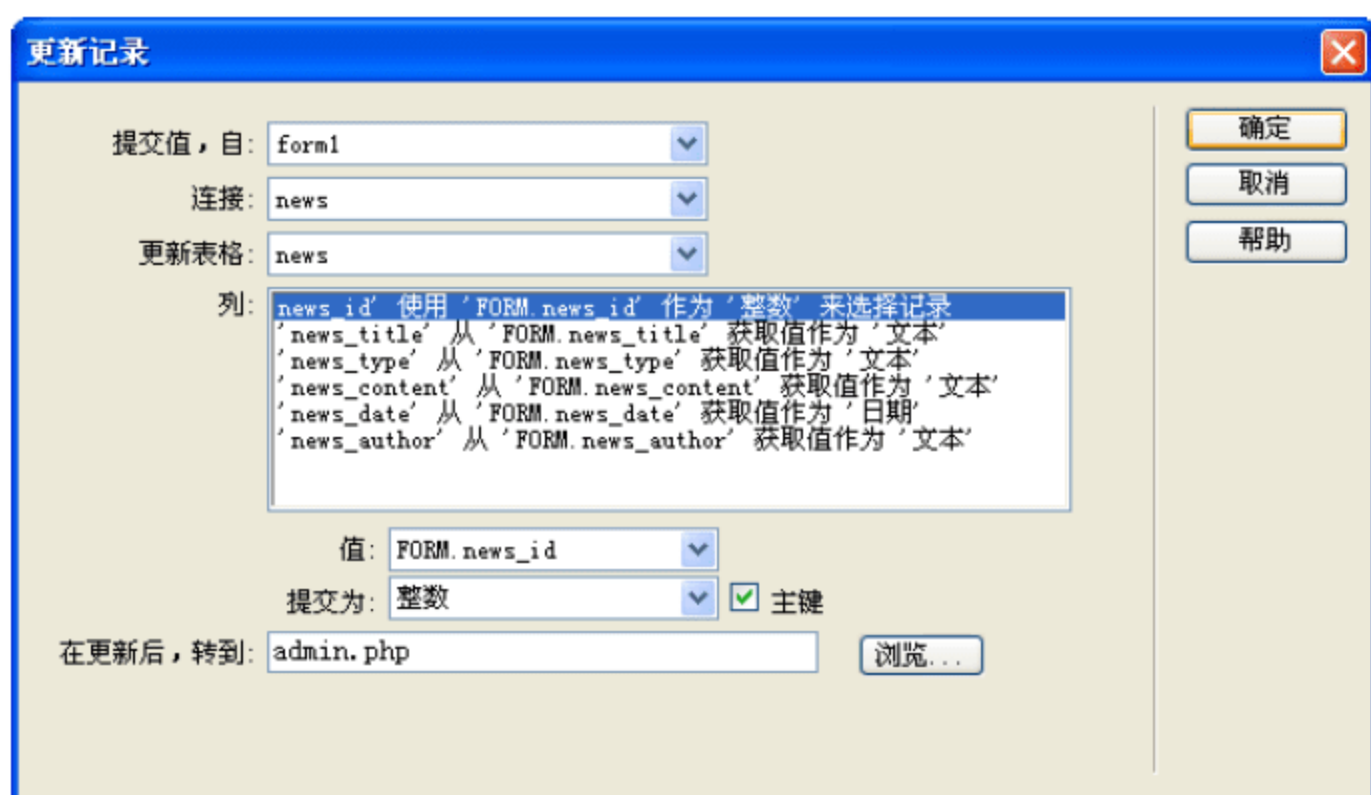 更新记录
提交值，自: form1
确定
连接: news
取消
更新表格: news
帮助
列:
news_id' 使用 'FORM.news_id' 作为 '整数' 来选择记录
'news_title' 从 'FORM.news_title' 获取值作为 '文本'
'news_type' 从 'FORM.news_type' 获取值作为 '文本'
'news_content' 从 'FORM.news_content' 获取值作为 '文本'
'news_date' 从 'FORM.news_date' 获取值作为 '日期'
'news_author' 从 'FORM.news_author' 获取值作为 '文本'
值: FORM.news_id
提交为: 整数 主键
在更新后，转到: admin.php 浏览...